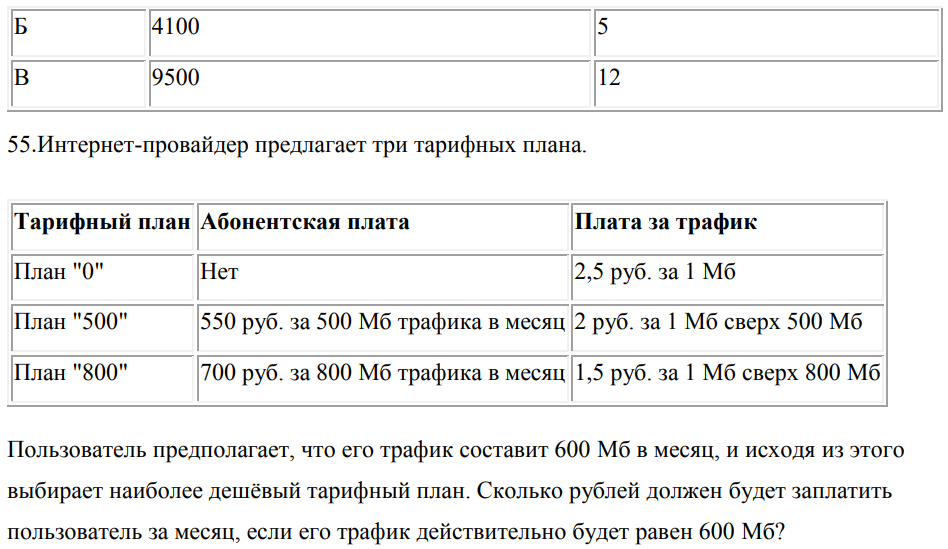 Б 4100 5
В 9500 12
55.Интернет-провайдер предлагает три тарифных плана.
Тарифный план Абонентская плата Плата за трафик
План "0" Нет 2,5 руб. за 1 Мб
План "500" 550 руб. за 500 Мб трафика в месяц 2 руб. за 1 Мб сверх 500 Мб
План "800" 700 руб. за 800 Мб трафика в месяц 1,5 руб. за 1 Мб сверх 800 Мб
Пользователь предполагает, что его трафик составит 600 Мб в месяц, и исходя из этого
выбирает наиболее дешёвый тарифный план. Сколько рублей должен будет заплатить
пользователь за месяц, если его трафик действительно будет равен 600 Мб?